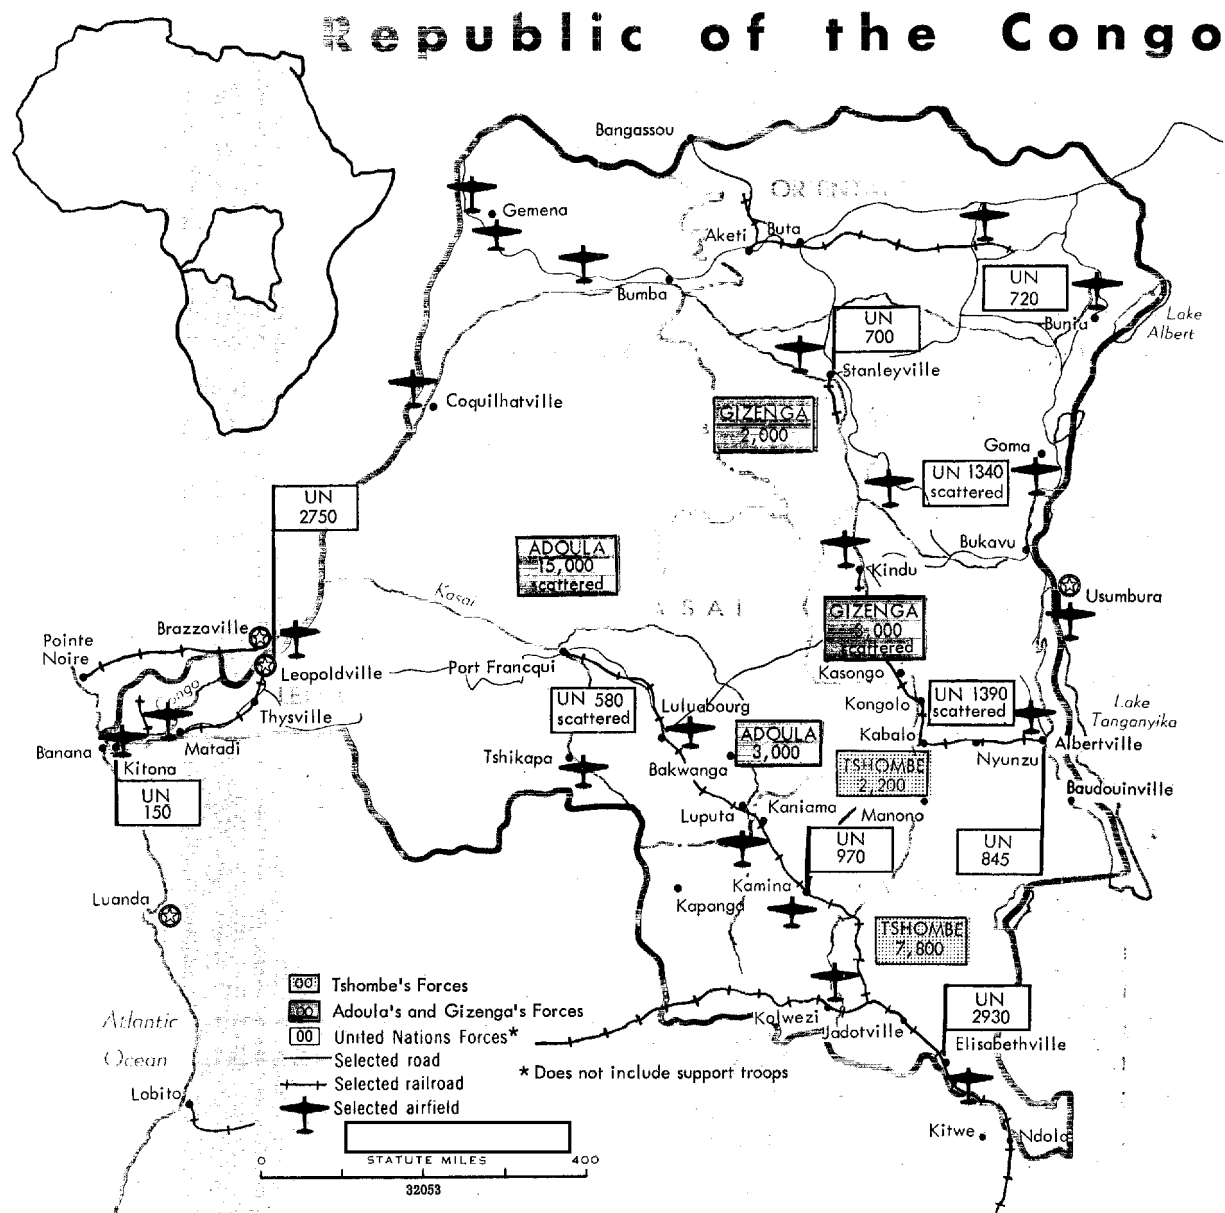 Republic of the Congo
Bangassou
Gemena
Aketi
Buta
UN
720
Bumba
Bunia
Lake
Albert
UN
700
Stanleyville
Coquilhatville
GIZENGA
2,000
Goma
UN 1340
scattered
UN
2750
ADOULA
15,000
scattered
Bukavu
Kindu
Kasai
Usumbura
GIZENGA
scattered
Brazzaville
Pointe
Noire
Leopoldville
Port Francqui
Kasongo
UN 580
scattered
Kongolo
UN 1390
scattered
Lake
Tanganyika
Luluabourg
Thysville
Banana
Matadi
Kitona
Kabalo
Albertville
Nyunzu
ADOULA
3,000
Tshikapa
Bakwanga
TSHOMBE
2,200
Baudouinville
UN
150
Luputa
Kaniama
Manono
UN
970
UN
845
Luanda
Kamina
Kapanga
TSHOMBE
7,800
00 Tshombe's Forces
00 Adoula's and Gizenga's Forces
00 United Nations Forces*
Selected road
Selected railroad
Selected airfield
* Does not include support troops
Kolwezi
Jadotville
UN
2930
Elisabethville
Atlantic
Ocean
Lobito
Kitwe
Ndola
0 STATUTE MILES 400
32053